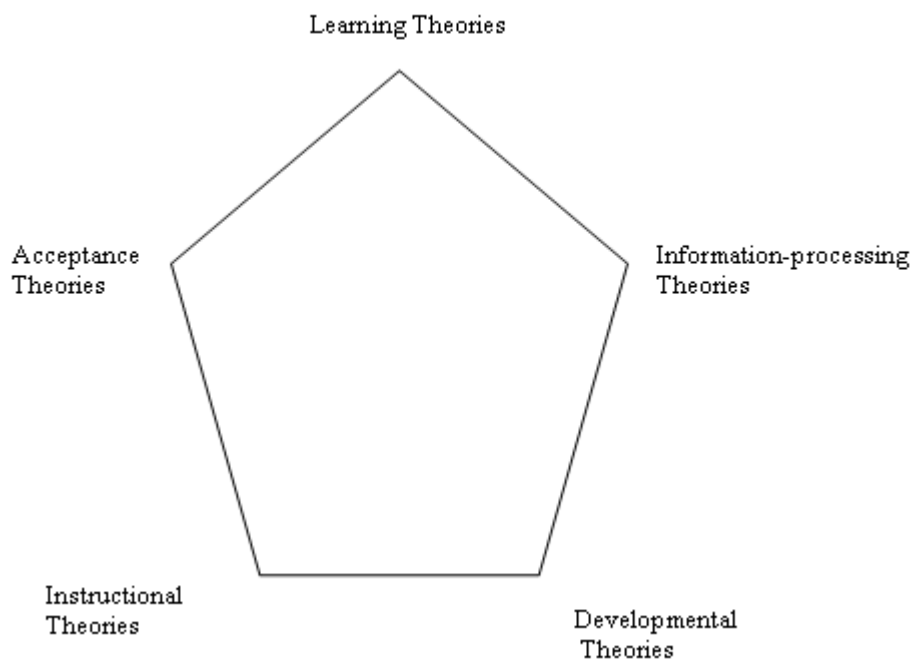 Learning Theories
Acceptance
Theories
Information-processing
Theories
Instructional
Theories
Developmental
Theories